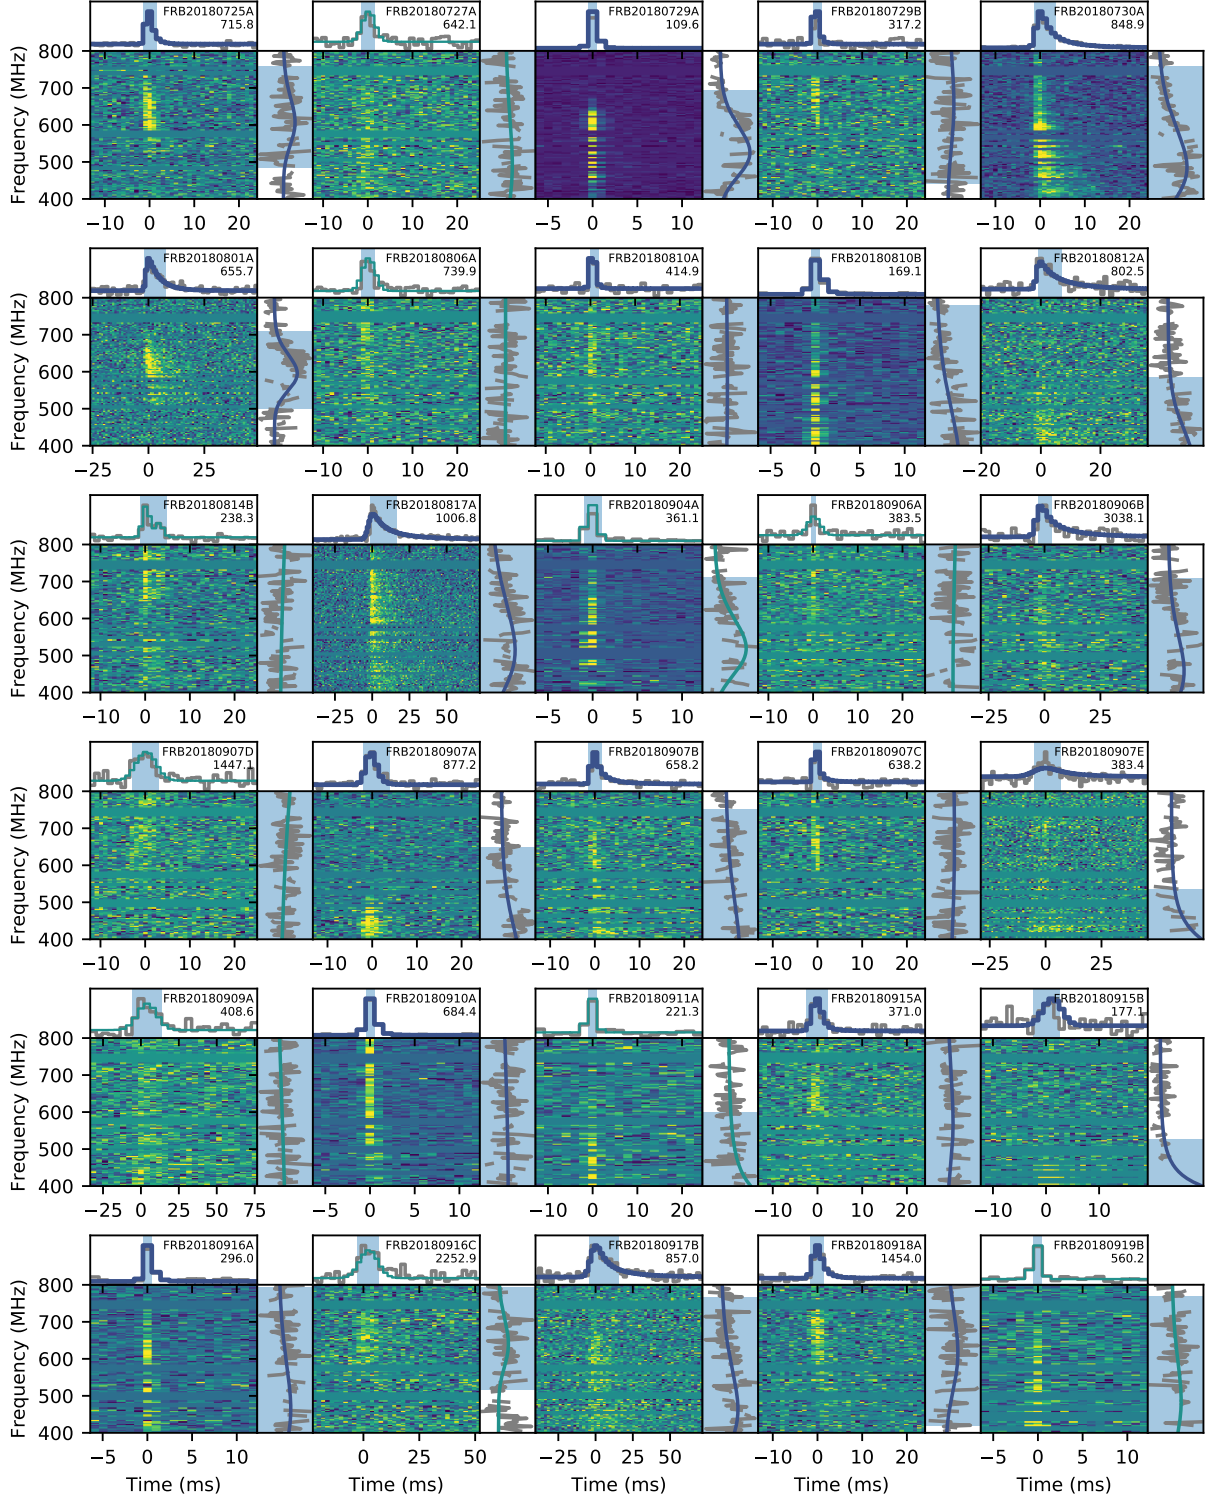 FRB20180725A
715.8
FRB20180727A
642.1
FRB20180729A
109.6
FRB20180729B
317.2
FRB20180730A
848.9
Frequency (MHz)
800
700
600
500
400
−10 0 10 20
−10 0 10 20
0 10
−10 0 10 20
−10 0 10 20
FRB20180801A
655.7
FRB20180806A
739.9
FRB20180810A
414.9
FRB20180810B
169.1
FRB20180812A
802.5
Frequency (MHz)
800
700
600
500
400
−25 0 25
−10 0 10 20
−10 0 10 20
−5 0 5 10
−20 0 20
FRB20180814B
238.3
FRB20180817A
1006.8
FRB20180904A
361.1
FRB20180906A
383.5
FRB20180906B
3038.1
Frequency (MHz)
800
700
600
500
400
−10 0 10 20
−25 0 25 50
−5 0 5 10
−10 0 10 20
−25 0 25
FRB20180907D
1447.1
FRB20180907A
877.2
FRB20180907B
658.2
FRB20180907C
638.2
FRB20180907E
383.4
Frequency (MHz)
800
700
600
500
400
−10 0 10 20
−10 0 10 20
−10 0 10 20
−10 0 10 20
−25 0 25
FRB20180909A
408.6
FRB20180910A
684.4
FRB20180911A
221.3
FRB20180915A
371.0
FRB20180915B
177.1
Frequency (MHz)
800
700
600
500
400
−25 0 25 50 75
−5 0 5 10
−10 0 10 20
−10 0 10 20
−10 0 10
FRB20180916A
296.0
FRB20180916C
2252.9
FRB20180917B
857.0
FRB20180918A
1454.0
FRB20180919B
560.2
Frequency (MHz)
800
700
600
500
400
−5 0 5 10
0 50
−50 0 50
−10 0 10 20
−5 0 5 10
Time (ms)
Time (ms)
Time (ms)
Time (ms)
Time (ms)